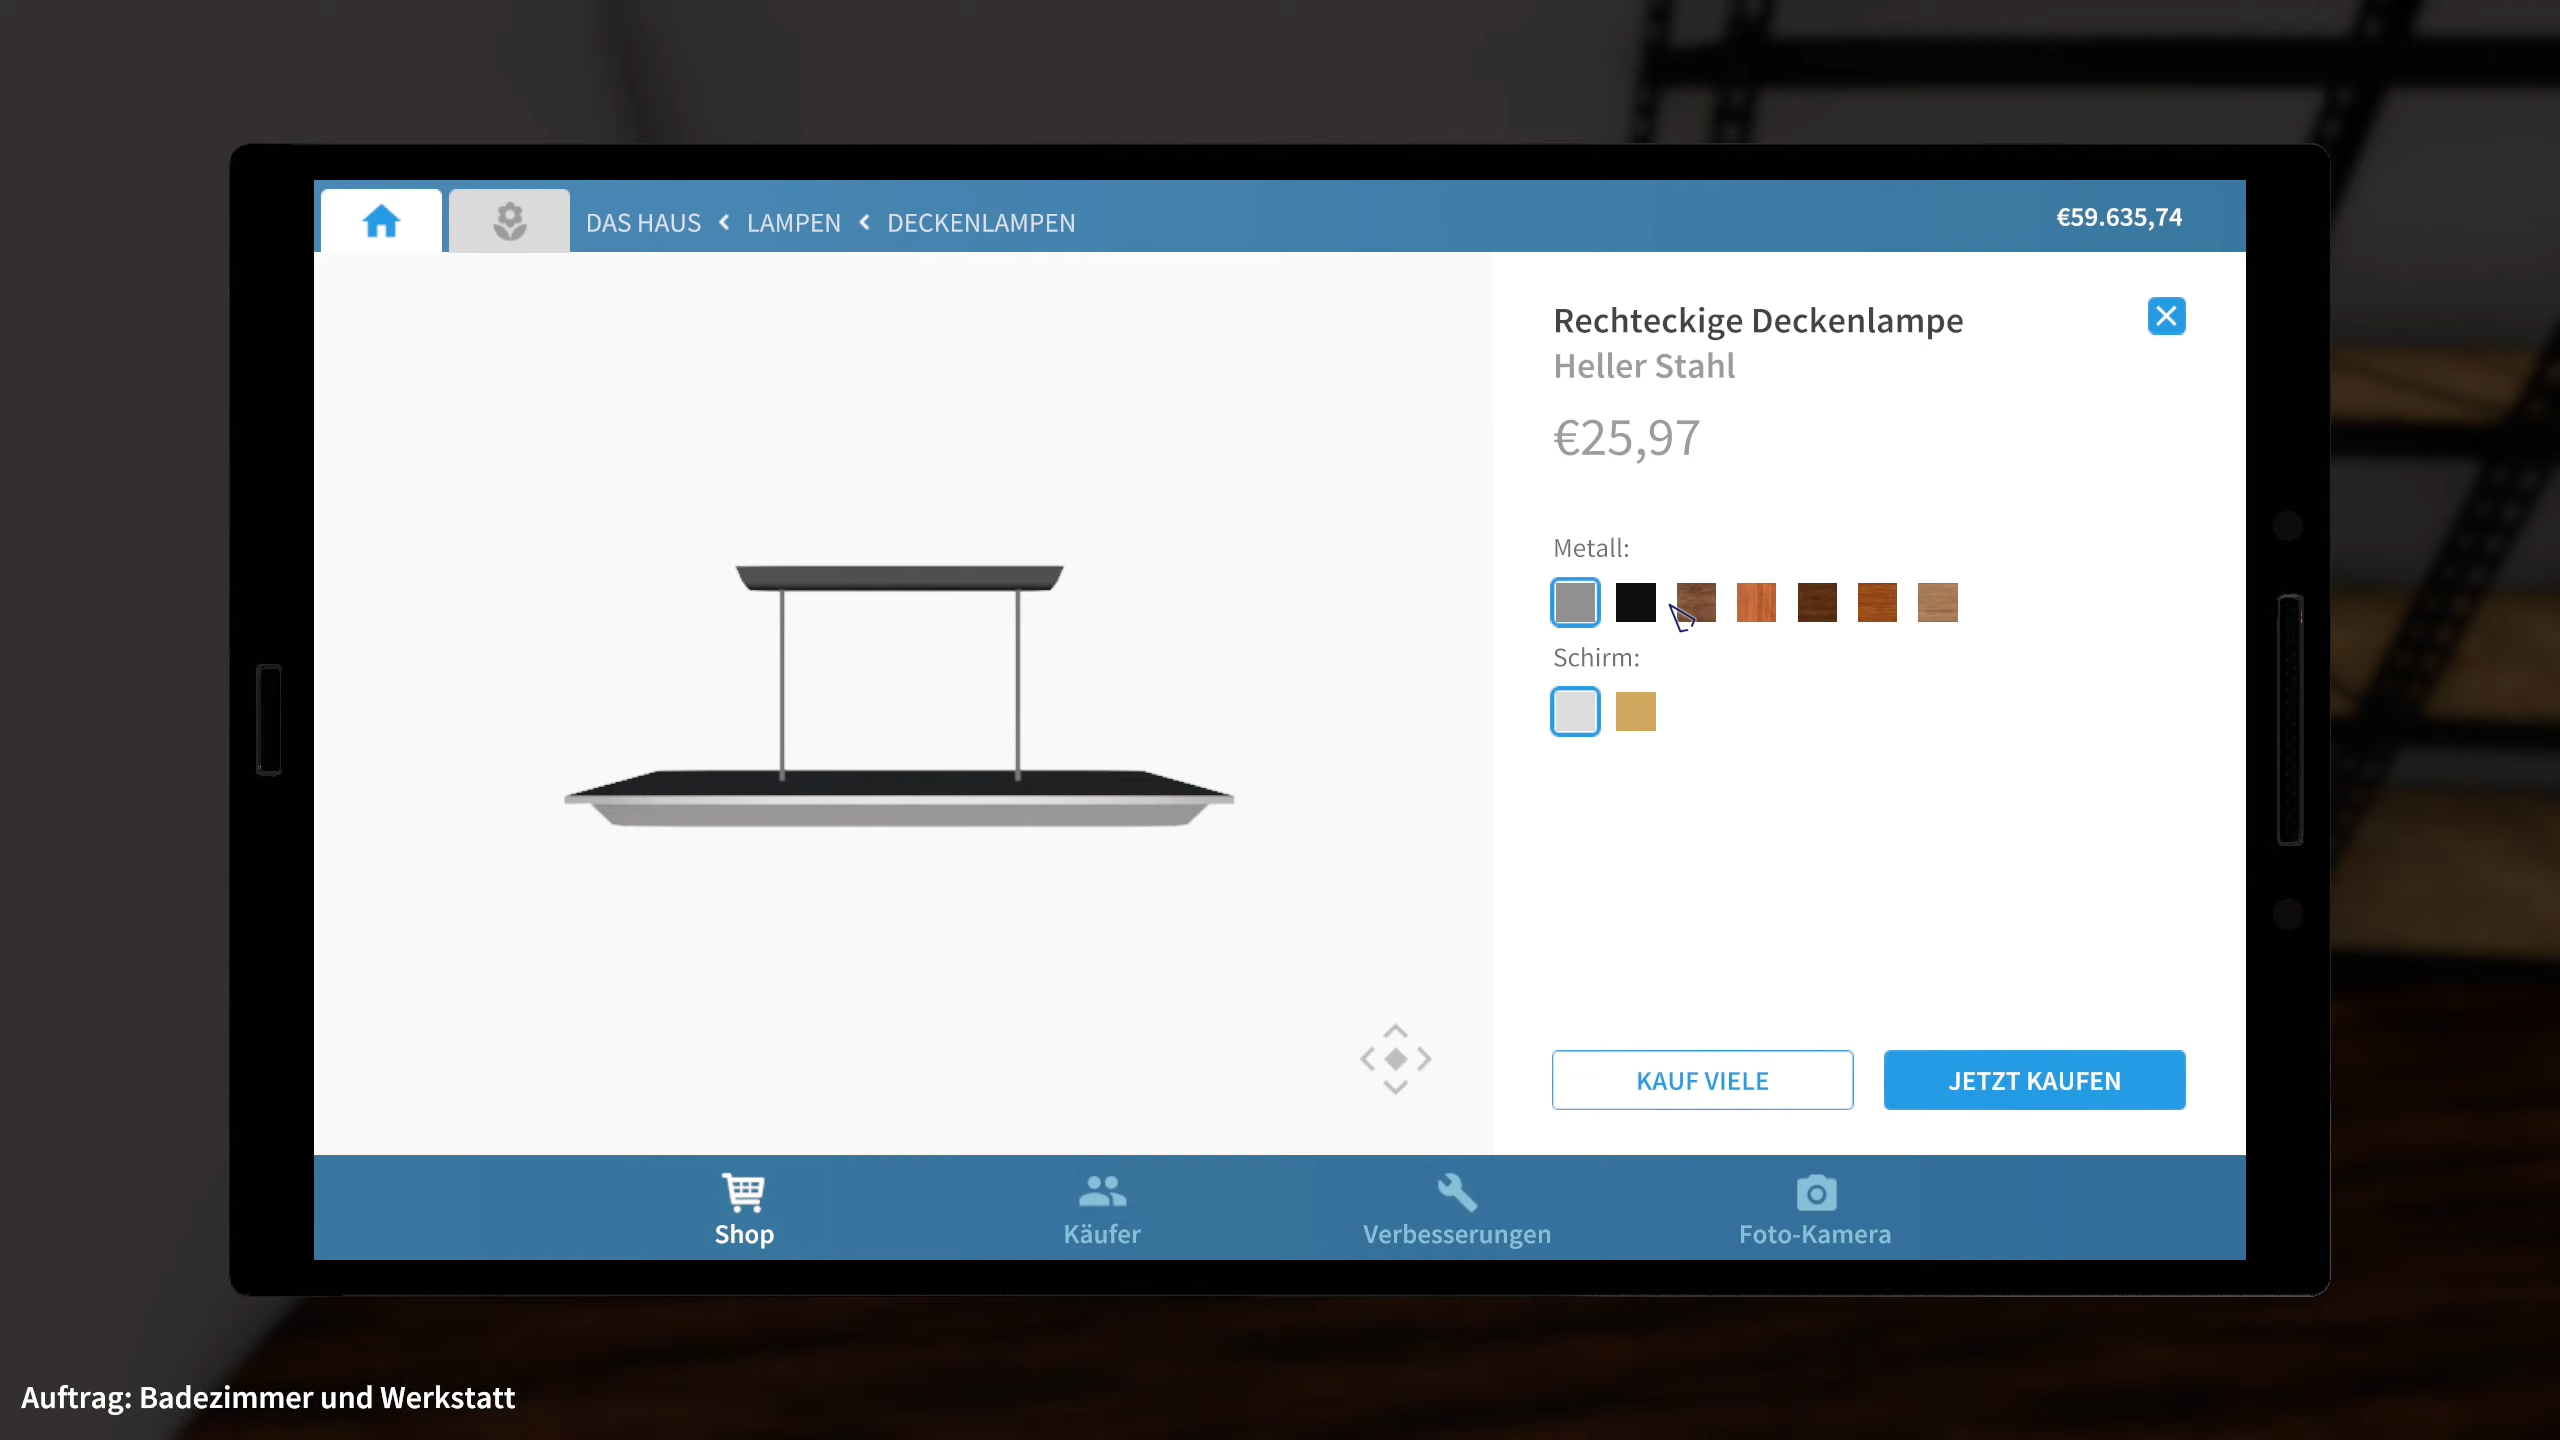 DAS HAUS < LAMPEN < DECKENLAMPEN
€59.635,74
Rechteckige Deckenlampe
Heller Stahl
€25,97
Metall:
Schirm:
KAUF VIELE
JETZT KAUFEN
Shop
Käufer
Verbesserungen
Foto-Kamera
Auftrag: Badezimmer und Werkstatt